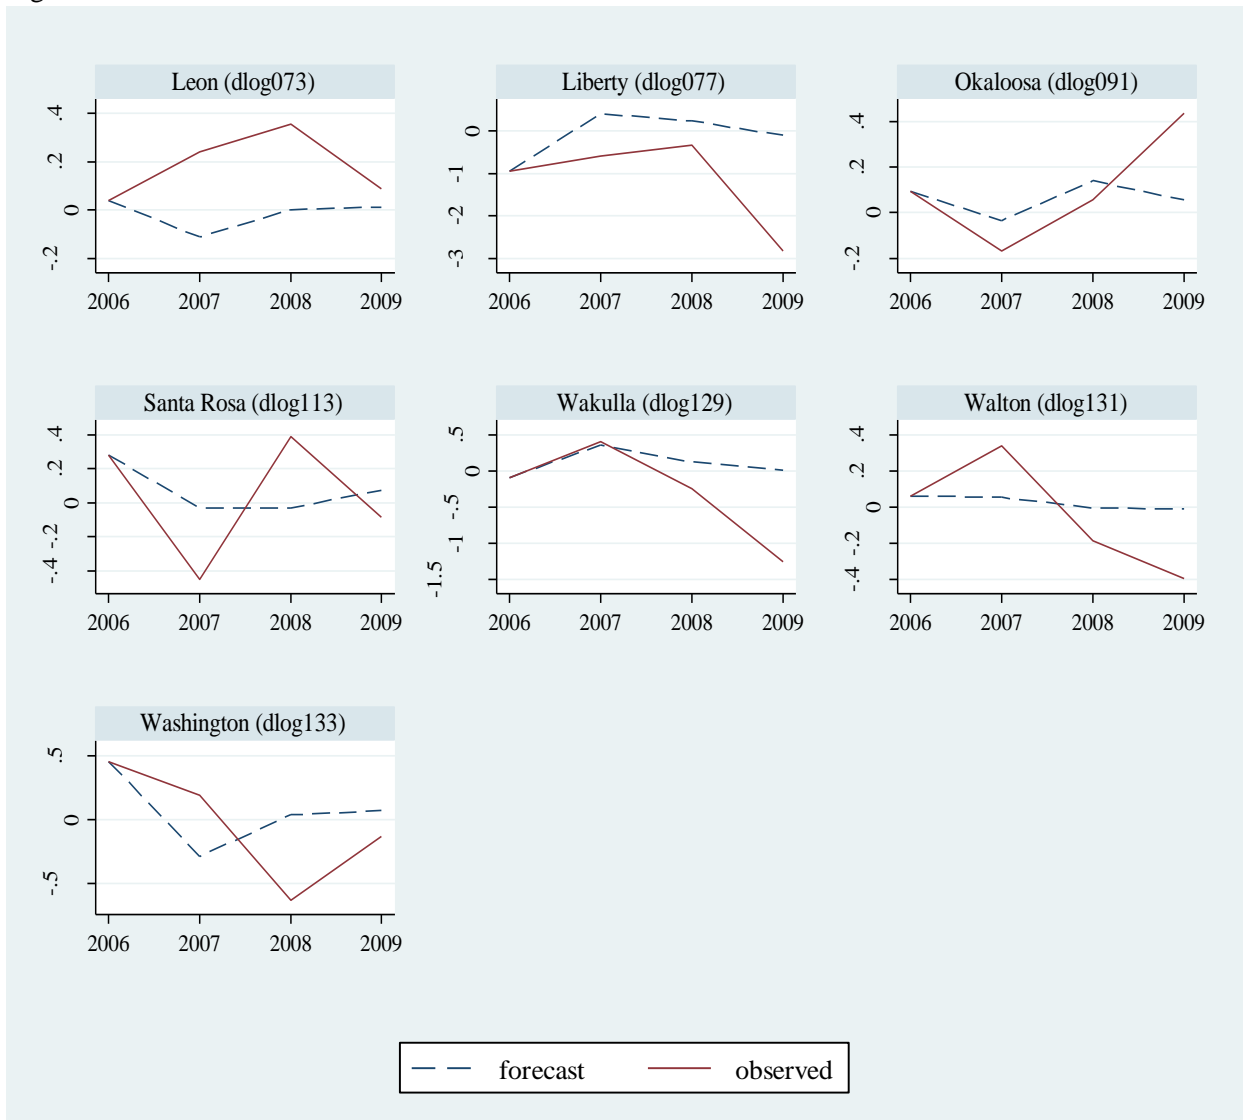 Leon (dlog073)
.4
.2
0
-.2
2006 2007 2008 2009
Liberty (dlog077)
0
-1
-2
-3
2006 2007 2008 2009
Okaloosa (dlog091)
.4
.2
0
-.2
2006 2007 2008 2009
Santa Rosa (dlog113)
.4
.2
0
-.2
-.4
2006 2007 2008 2009
Wakulla (dlog129)
.5
0
-.5
-1
-1.5
2006 2007 2008 2009
Walton (dlog131)
.4
.2
0
-.2
-.4
2006 2007 2008 2009
Washington (dlog133)
.5
0
-.5
2006 2007 2008 2009
forecast observed